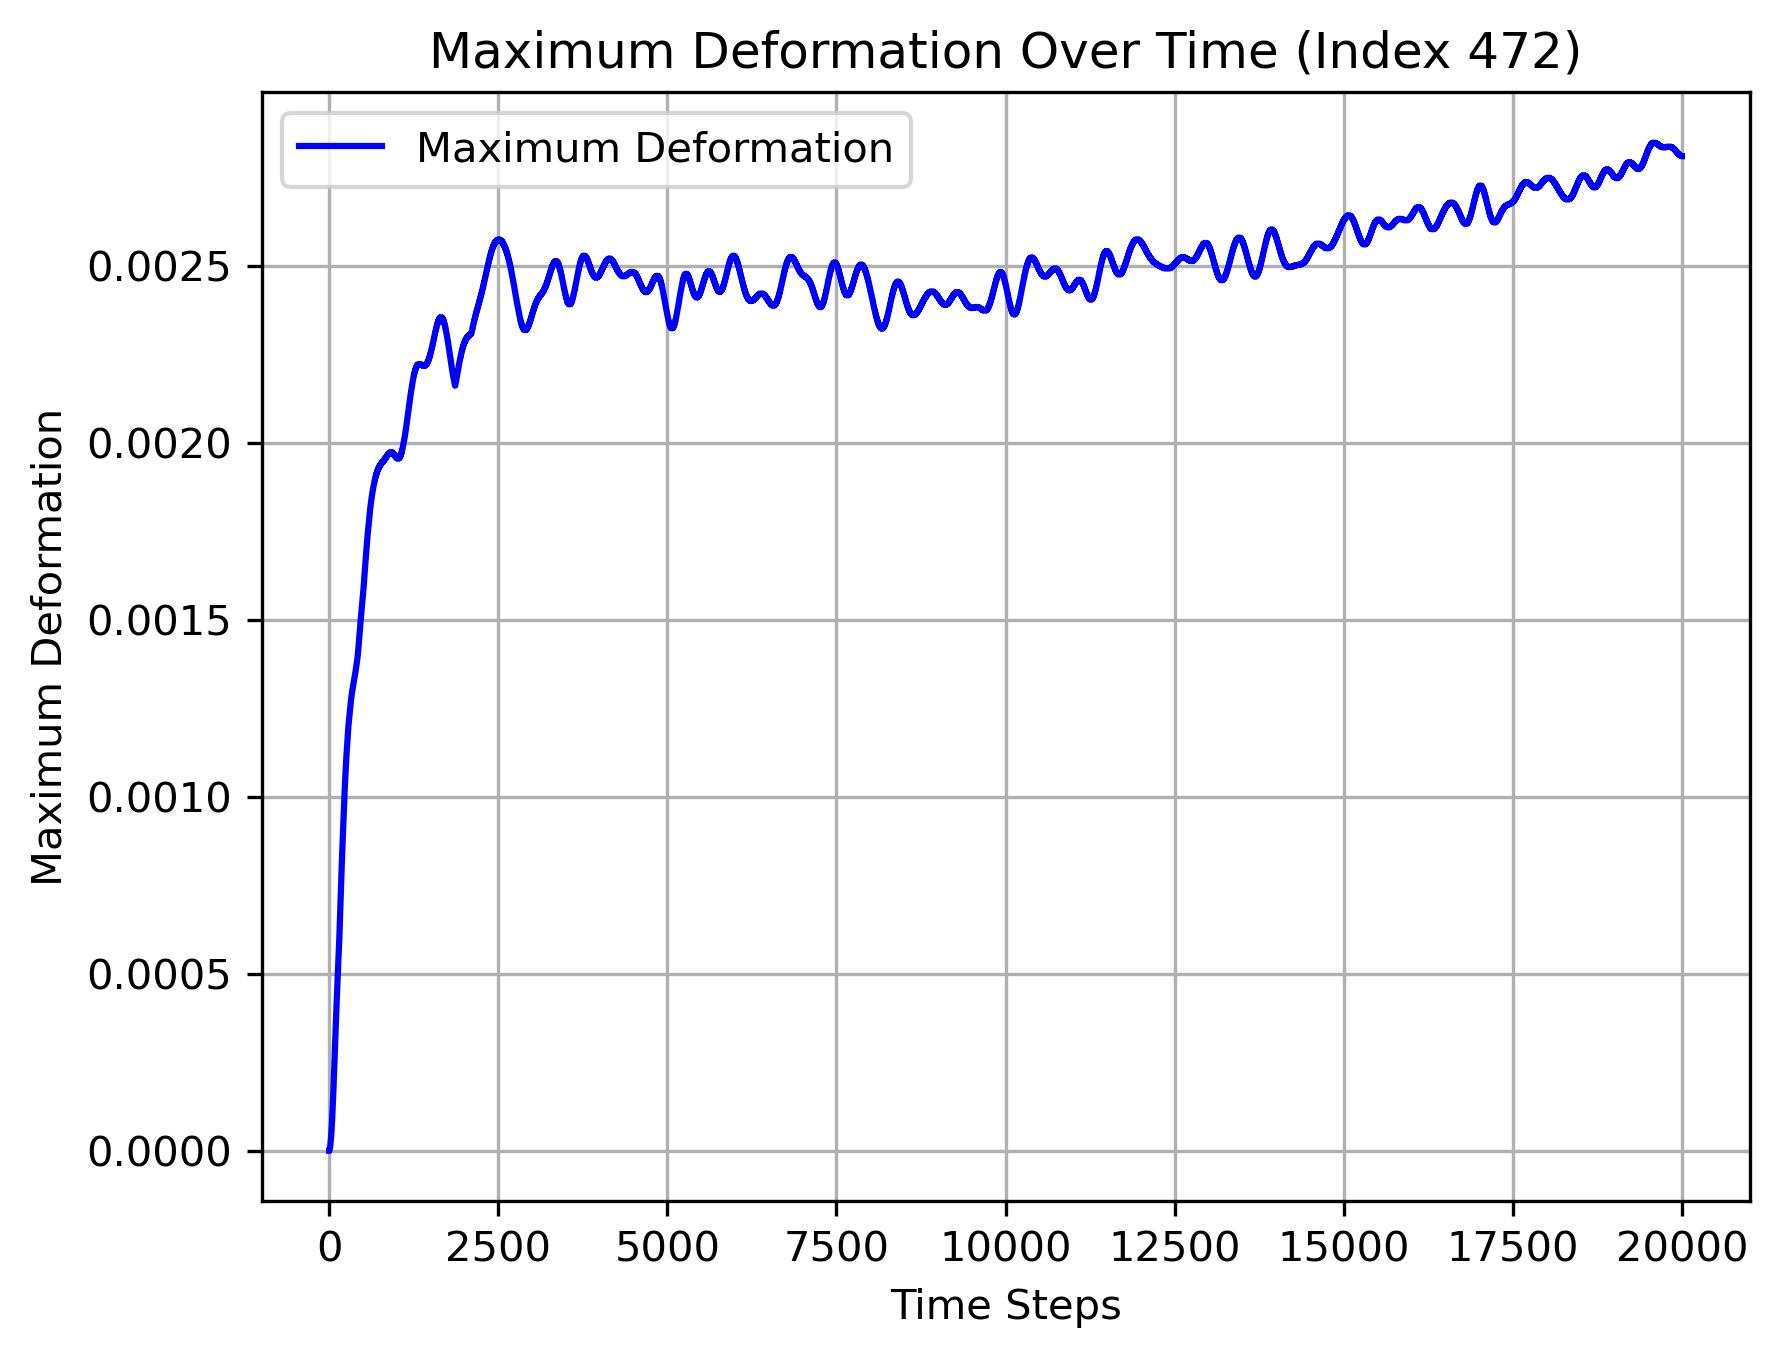 Maximum Deformation Over Time (Index 472)
Maximum Deformation
Maximum Deformation
0.0025
0.0020
0.0015
0.0010
0.0005
0.0000
0 2500 5000 7500 10000 12500 15000 17500 20000
Time Steps